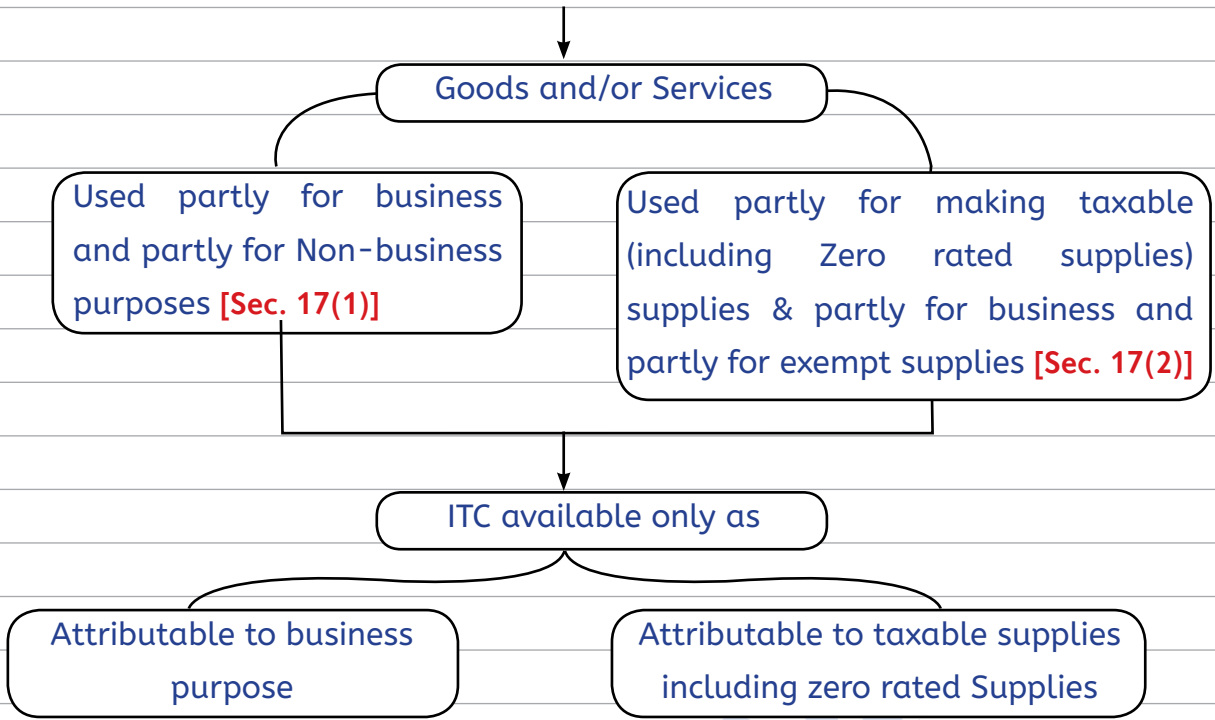 Goods and/or Services
Used partly for business
and partly for Non-business
purposes [Sec. 17(1)]
Used partly for making taxable
(including Zero rated supplies)
supplies & partly for business and
partly for exempt supplies [Sec. 17(2)]
ITC available only as
Attributable to business
purpose
Attributable to taxable supplies
including zero rated Supplies